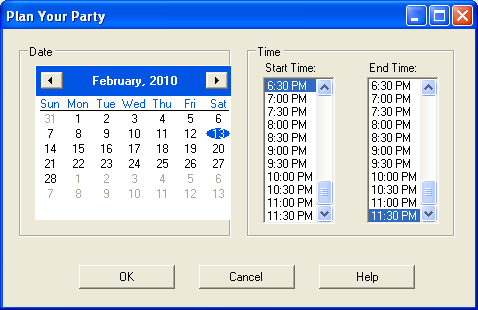 Plan Your Party
Date
February, 2010
Sun Mon Tue Wed Thu Fri Sat
31 1 2 3 4 5 6
7 8 9 10 11 12 13
14 15 16 17 18 19 20
21 22 23 24 25 26 27
28 1 2 3 4 5 6
7 8 9 10 11 12 13
Time
Start Time:
6:30 PM
7:00 PM
7:30 PM
8:00 PM
8:30 PM
9:00 PM
9:30 PM
10:00 PM
10:30 PM
11:00 PM
11:30 PM
End Time:
6:30 PM
7:00 PM
7:30 PM
8:00 PM
8:30 PM
9:00 PM
9:30 PM
10:00 PM
10:30 PM
11:00 PM
11:30 PM
OK
Cancel
Help